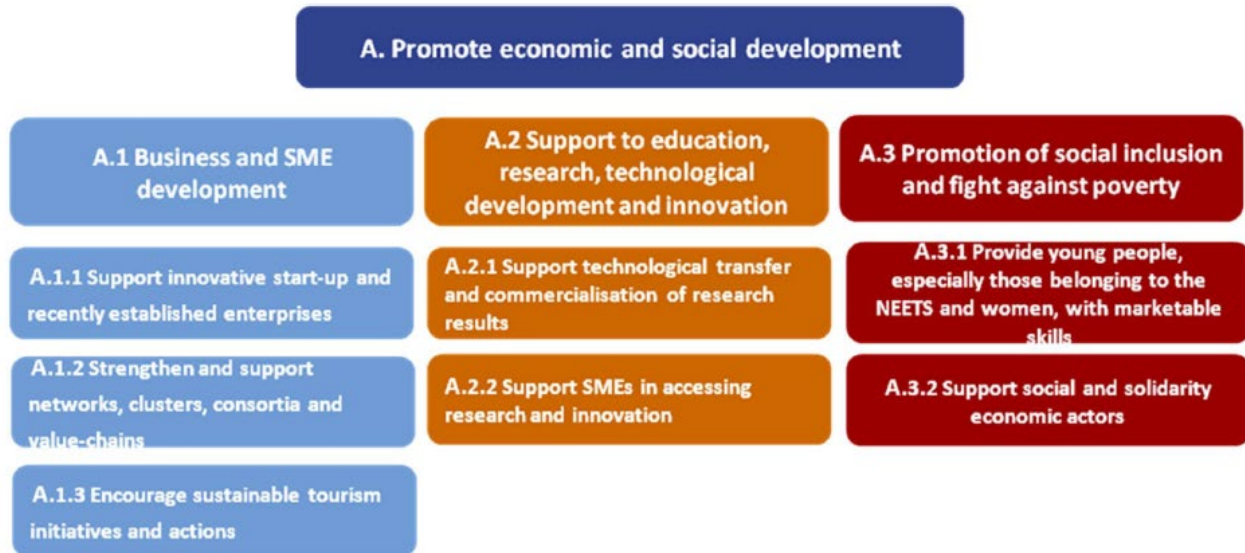 A. Promote economic and social development
A.1 Business and SME
development
A.1.1 Support innovative start-up and
recently established enterprises
A.1.2 Strengthen and support
networks, clusters, consortia and
value-chains
A.1.3 Encourage sustainable tourism
initiatives and actions
A.2 Support to education,
research, technological
development and innovation
A.2.1 Support technological transfer
and commercialisation of research
results
A.2.2 Support SMEs in accessing
research and innovation
A.3 Promotion of social inclusion
and fight against poverty
A.3.1 Provide young people,
especially those belonging to the
NEETS and women, with marketable
skills
A.3.2 Support social and solidarity
economic actors